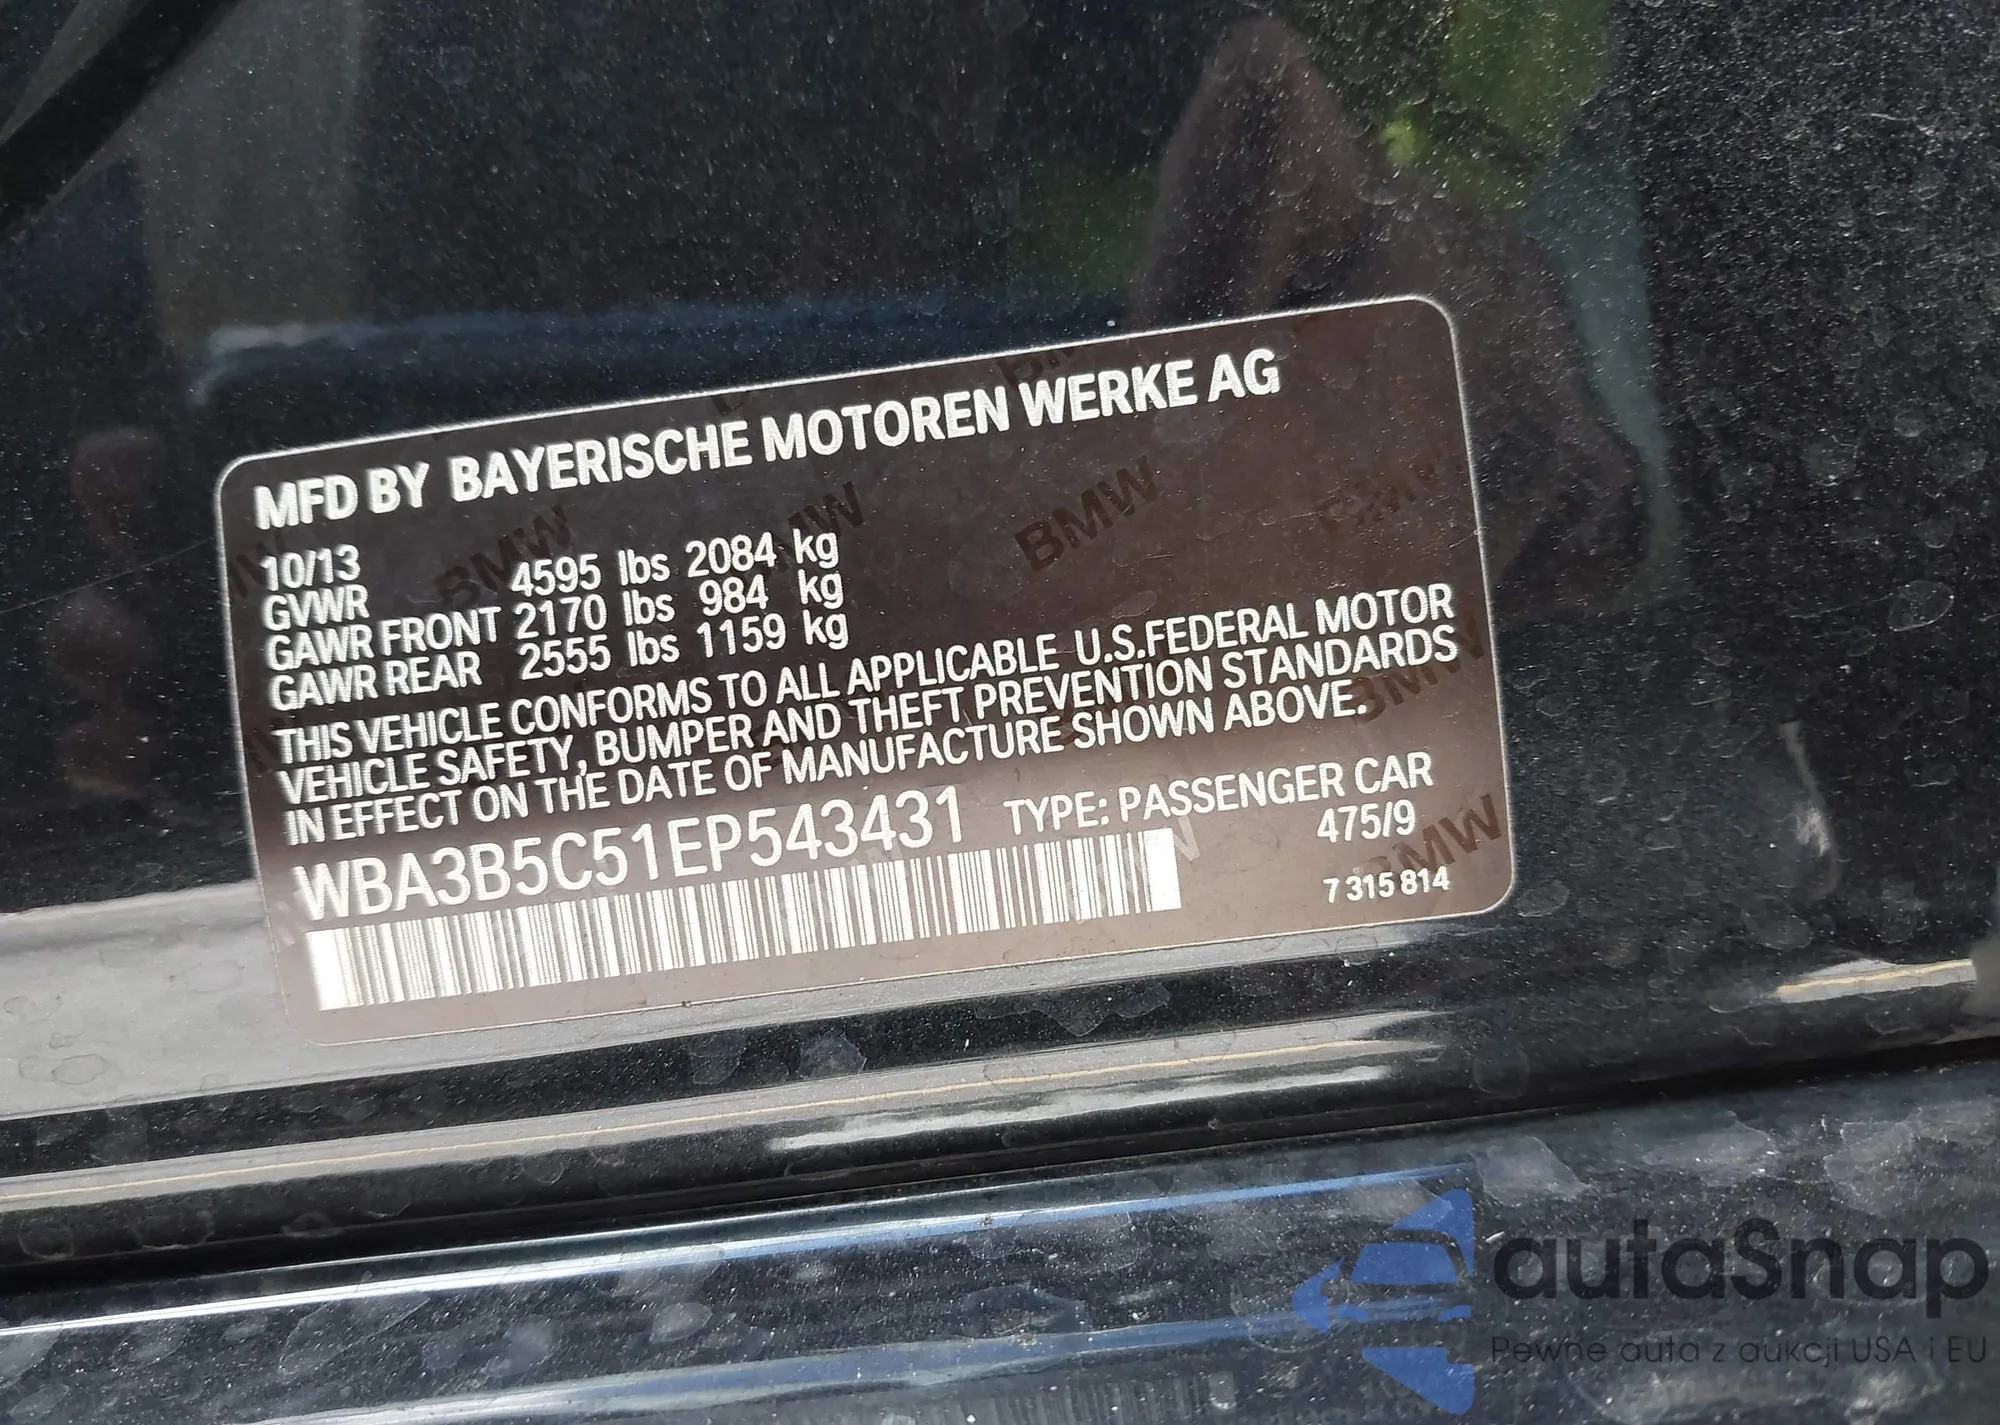 MFD BY BAYERISCHE MOTOREN WERKE AG
10/13
GVWR 4595 lbs 2084 kg
GAWR FRONT 2170 lbs 984 kg
GAWR REAR 2555 lbs 1159 kg
THIS VEHICLE CONFORMS TO ALL APPLICABLE U.S.FEDERAL MOTOR
VEHICLE SAFETY, BUMPER AND THEFT PREVENTION STANDARDS
IN EFFECT ON THE DATE OF MANUFACTURE SHOWN ABOVE.
WBA3B5C51EP543431 TYPE: PASSENGER CAR
475/9
7 315 814
autaSnap
Pewne auta z aukcji USA i EU